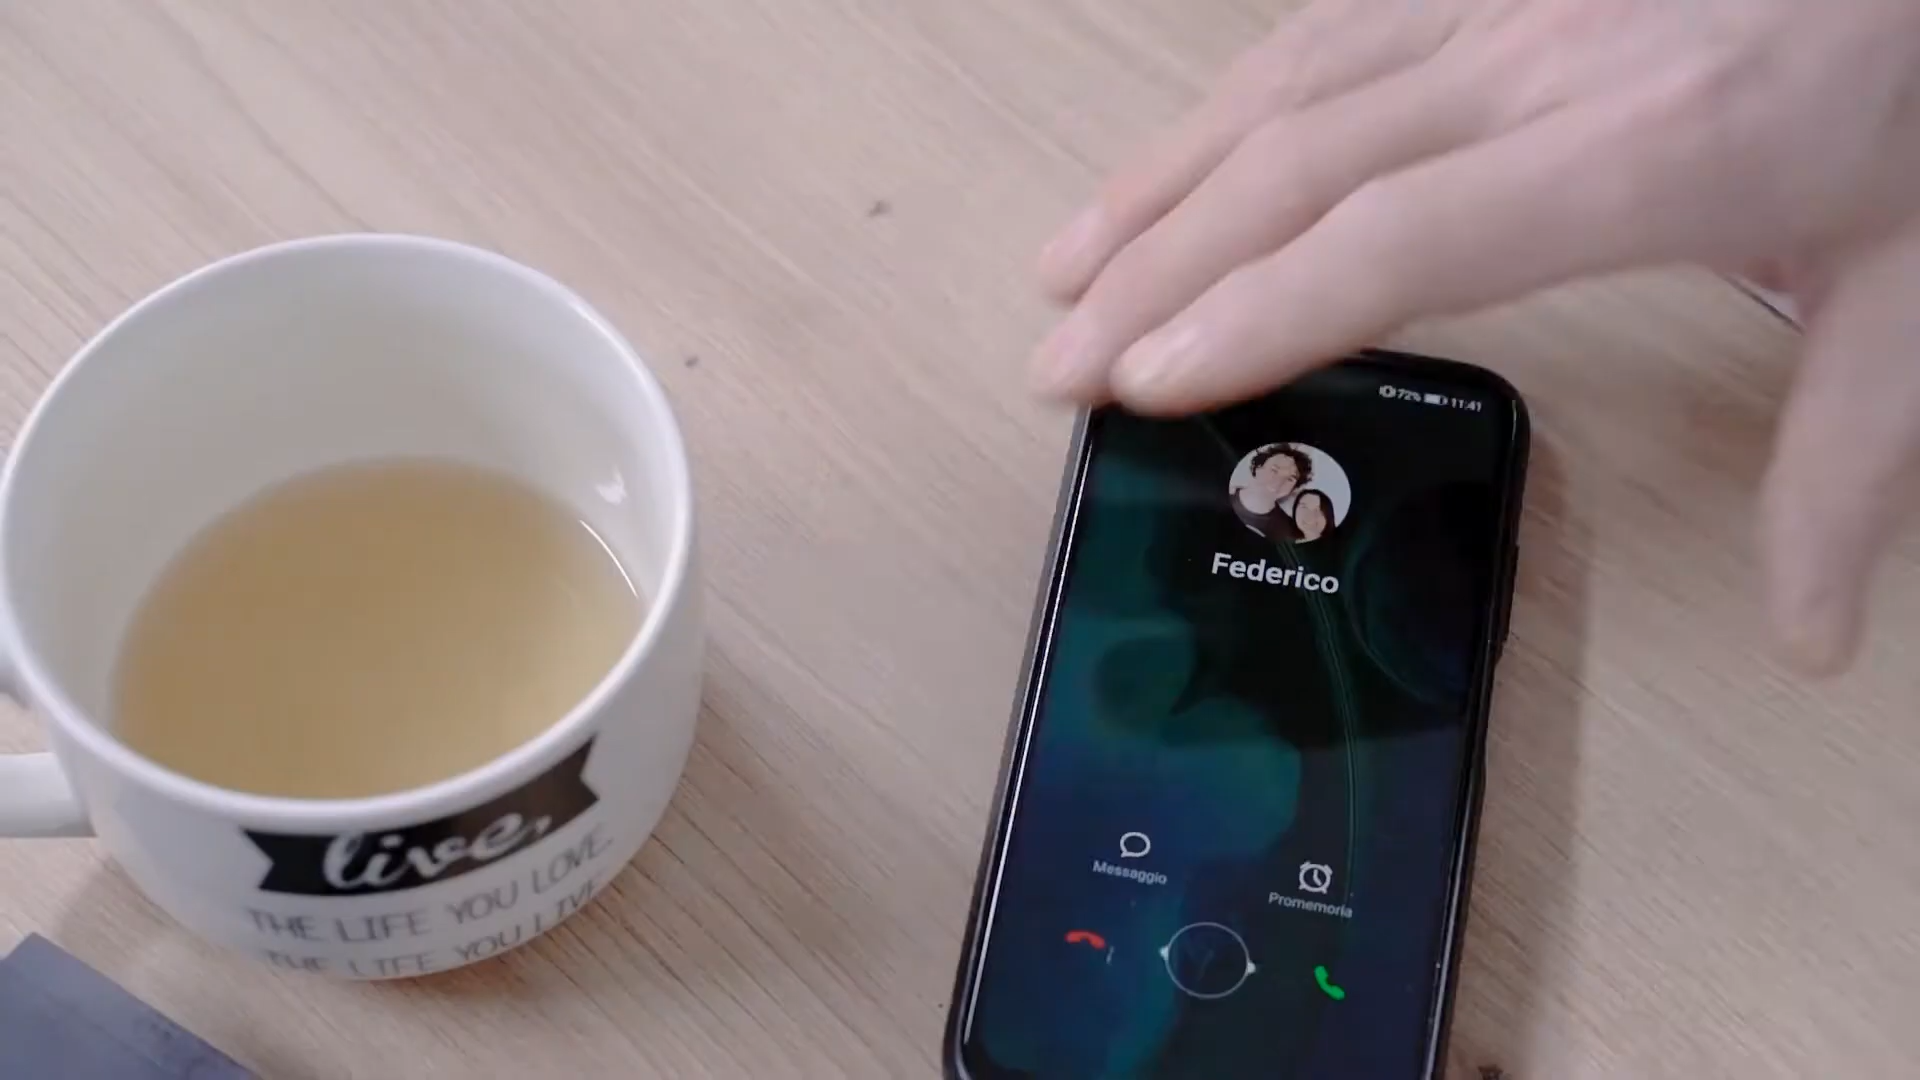 live,
THE LIFE YOU LOVE.
THE LIFE YOU LIVE
72% 11:41
Federico
Messaggio
Promemoria